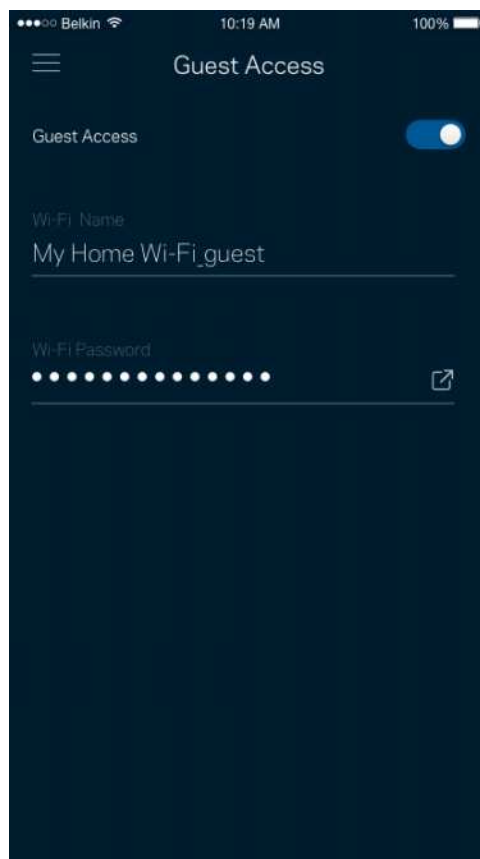 Belkin 10:19 AM 100%
Guest Access
Guest Access
Wi-Fi Name
My Home Wi-Fi_guest
Wi-Fi Password
●●●●●●●●●●●●●●